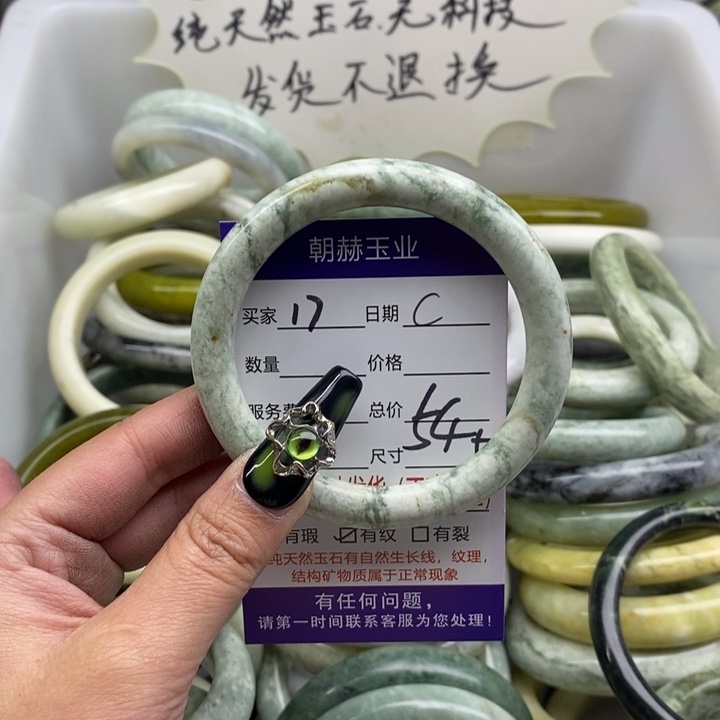 纯天然玉石.无科技
发货不退换
朝赫玉业
买家 17 日期 C
数量 价格
服务费 总价
54+
尺寸
有瑕 ☑有纹 □有裂
纯天然玉石有自然生长线，纹理，
结构矿物质属于正常现象
有任何问题，
请第一时间联系客服为您处理！